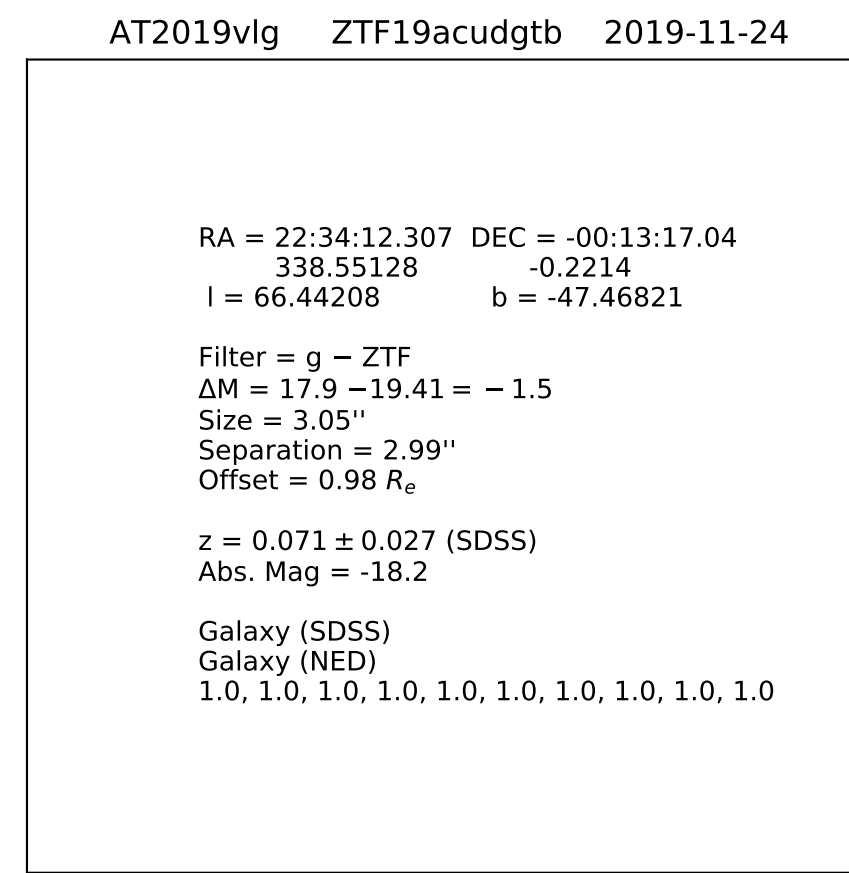 AT2019vlg ZTF19acudgtb 2019-11-24
RA = 22:34:12.307 DEC = -00:13:17.04
338.55128 -0.2214
l = 66.44208 b = -47.46821
Filter = g − ZTF
ΔM = 17.9 −19.41 = − 1.5
Size = 3.05''
Separation = 2.99''
Offset = 0.98 Re
z = 0.071 ± 0.027 (SDSS)
Abs. Mag = -18.2
Galaxy (SDSS)
Galaxy (NED)
1.0, 1.0, 1.0, 1.0, 1.0, 1.0, 1.0, 1.0, 1.0, 1.0